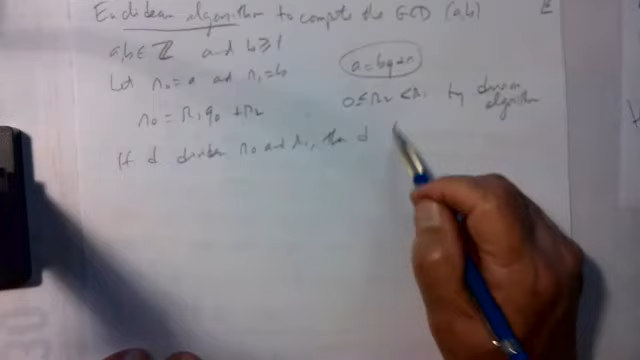 Euclidean algorithm to compute the GCD (a,b)
a,b ∈ ℤ and b ≥ 1
a = bq + r
Let r₀ = a and r₁ = b
r₀ = r₁q₀ + r₂
0 ≤ r₂ < r₁ by division algorithm
If d divides r₀ and r₁, then d